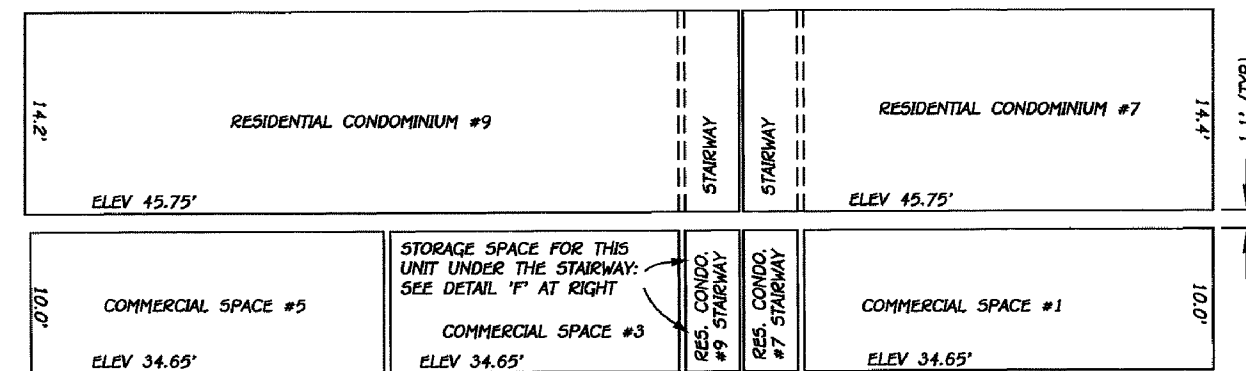 14.2'
RESIDENTIAL CONDOMINIUM #9
ELEV 45.75'
STAIRWAY
STAIRWAY
RESIDENTIAL CONDOMINIUM #7
14.4'
ELEV 45.75'
10.0'
COMMERCIAL SPACE #5
ELEV 34.65'
STORAGE SPACE FOR THIS
UNIT UNDER THE STAIRWAY:
SEE DETAIL 'F' AT RIGHT
COMMERCIAL SPACE #3
ELEV 34.65'
RES. CONDO.
#9 STAIRWAY
RES. CONDO.
#7 STAIRWAY
COMMERCIAL SPACE #1
10.0'
ELEV 34.65'